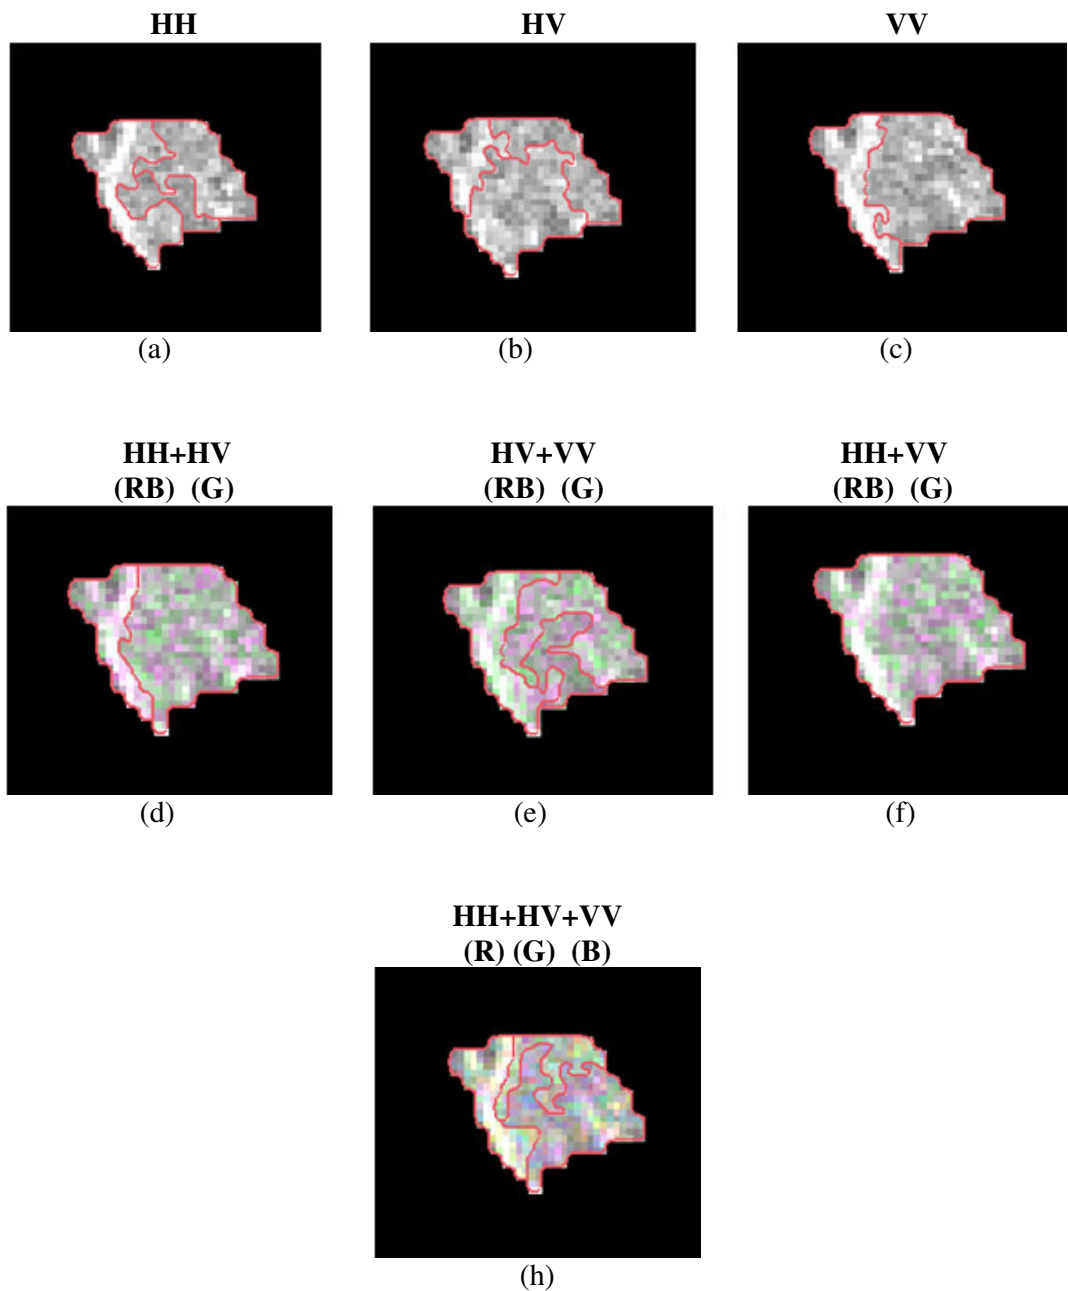 HH HV VV
(a) (b) (c)
HH+HV HV+VV HH+VV
(RB) (G) (RB) (G) (RB) (G)
(d) (e) (f)
HH+HV+VV
(R) (G) (B)
(h)